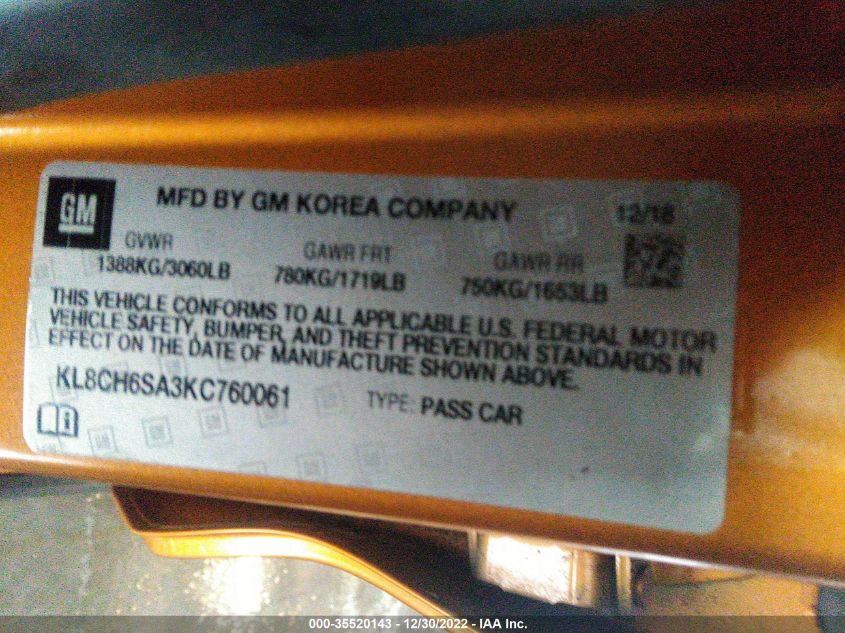 GM
MFD BY GM KOREA COMPANY
12/18
GVWR
GAWR FRT
GAWR RR
1388KG/3060LB
780KG/1719LB
750KG/1653LB
THIS VEHICLE CONFORMS TO ALL APPLICABLE U.S. FEDERAL MOTOR
VEHICLE SAFETY, BUMPER, AND THEFT PREVENTION STANDARDS IN
EFFECT ON THE DATE OF MANUFACTURE SHOWN ABOVE.
KL8CH6SA3KC760061
TYPE: PASS CAR
000-35520143 - 12/30/2022 - IAA Inc.